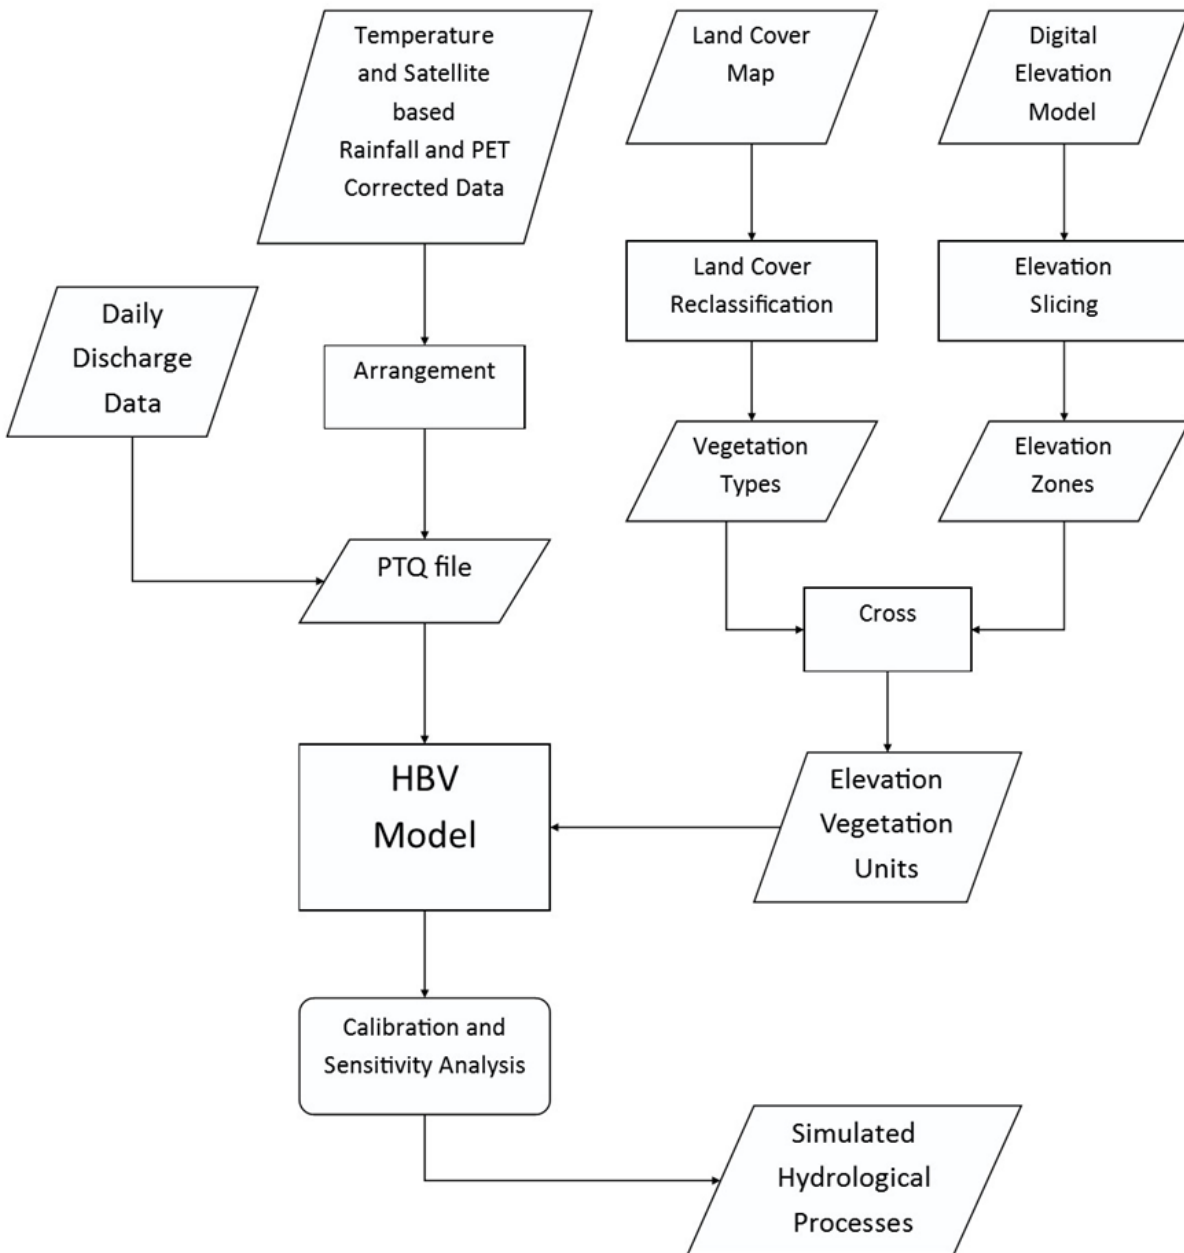 Temperature
and Satellite
based
Rainfall and PET
Corrected Data
Land Cover
Map
Digital
Elevation
Model
Land Cover
Reclassification
Elevation
Slicing
Daily
Discharge
Data
Arrangement
Vegetation
Types
Elevation
Zones
PTQ file
Cross
HBV
Model
Elevation
Vegetation
Units
Calibration and
Sensitivity Analysis
Simulated
Hydrological
Processes